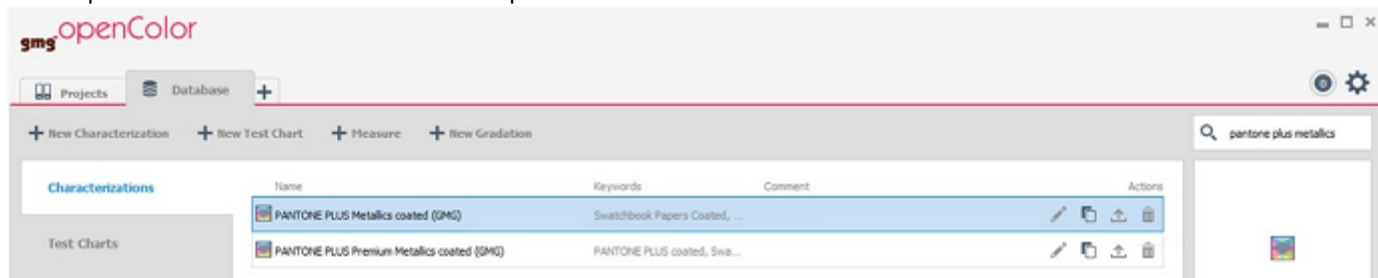 gmg openColor
Projects Database
New Characterization New Test Chart Measure New Gradation pantone plus metallics
Characterizations Name Keywords Comment Actions
PANTONE PLUS Metallics coated (GMG) Swatchbook Papers Coated, ...
Test Charts PANTONE PLUS Premium Metallics coated (GMG) PANTONE PLUS coated, Swa...